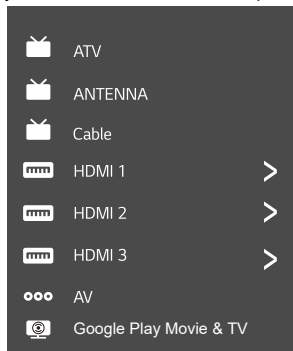 ATV
ANTENNA
Cable
HDMI 1
HDMI 2
HDMI 3
AV
Google Play Movie & TV